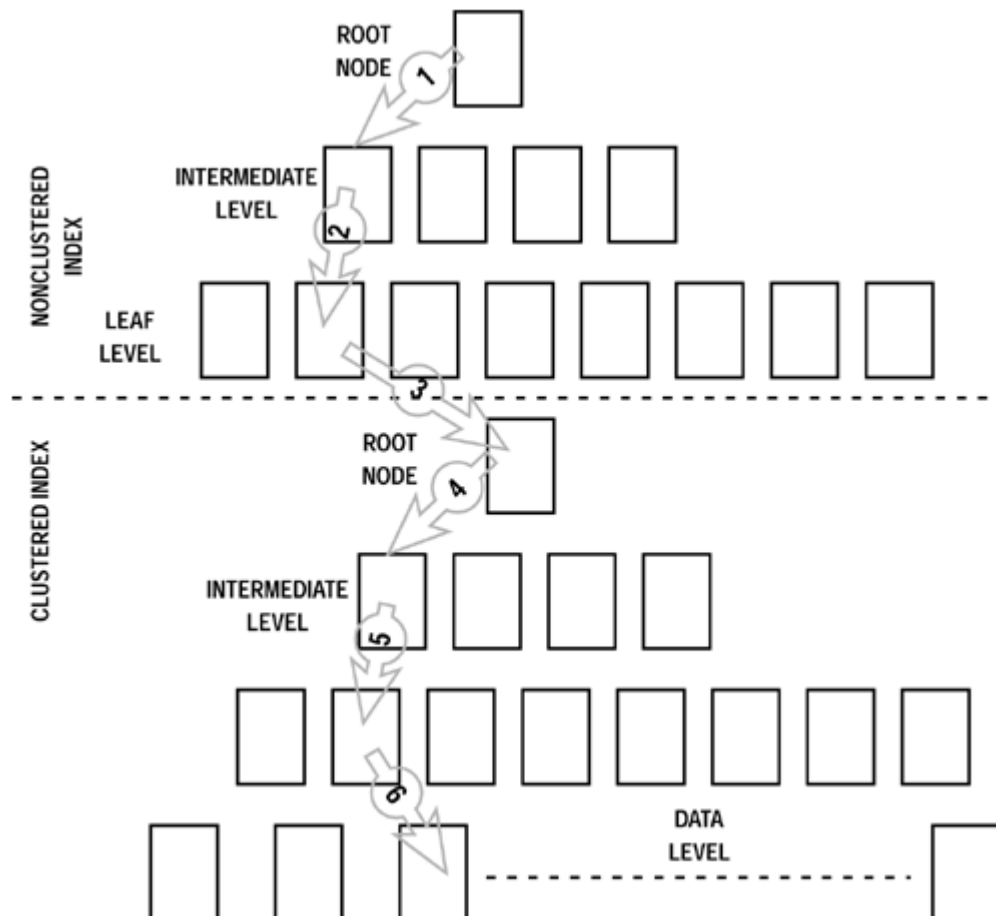 ROOT
NODE
1
INTERMEDIATE
LEVEL
2
NONCLUSTERED
INDEX
LEAF
LEVEL
3
ROOT
NODE
4
CLUSTERED INDEX
INTERMEDIATE
LEVEL
5
6
DATA
LEVEL